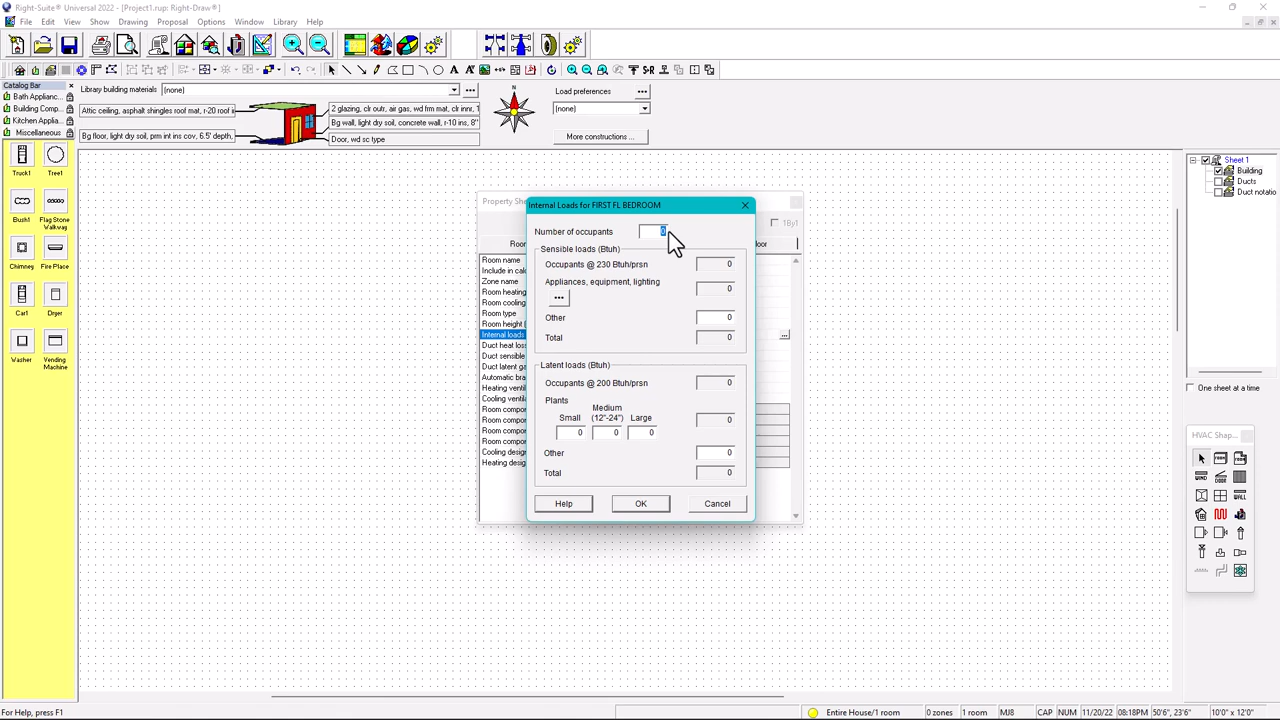 Right-Suite® Universal 2022 - [Project1.rup: Right-Draw®]
File Edit View Show Drawing Proposal Options Window Library Help
Catalog Bar
Bath Applianc...
Building Comp...
Kitchen Applia...
Miscellaneous
Truck1 Tree1
Bush1 Flag Stone Walkway
Chimney Fire Place
Car1 Dryer
Washer Vending Machine
Library building materials (none)
Attic ceiling, asphalt shingles roof mat, r-20 roof i
Bg floor, light dry soil, prm int ins cov, 6.5' depth,
2 glazing, clr outr, air gas, wd frm mat, clr innr, 1
Bg wall, light dry soil, concrete wall, r-10 ins, 8"
Door, wd sc type
N
Load preferences
(none)
More constructions ...
Sheet 1
Building
Ducts
Duct notatio
One sheet at a time
HVAC Shap...
Property She
1By1
Room
loor
Room name
Include in calc
Zone name
Room heating
Room cooling
Room type
Room height (
Internal loads
Duct heat loss
Duct sensible
Duct latent ga
Automatic bra
Heating ventil
Cooling ventil
Room compon
Room compon
Room compon
Room compon
Cooling desig
Heating desig
Internal Loads for FIRST FL BEDROOM
Number of occupants 0
Sensible loads (Btuh)
Occupants @ 230 Btuh/prsn 0
Appliances, equipment, lighting 0
...
Other 0
Total 0
Latent loads (Btuh)
Occupants @ 200 Btuh/prsn 0
Plants
Small Medium (12"-24") Large 0
0 0 0
Other 0
Total 0
Help OK Cancel
For Help, press F1
Entire House/1 room 0 zones 1 room MJ8 CAP NUM 11/20/22 08:18PM 50'6", 23'6" 10'0" x 12'0"